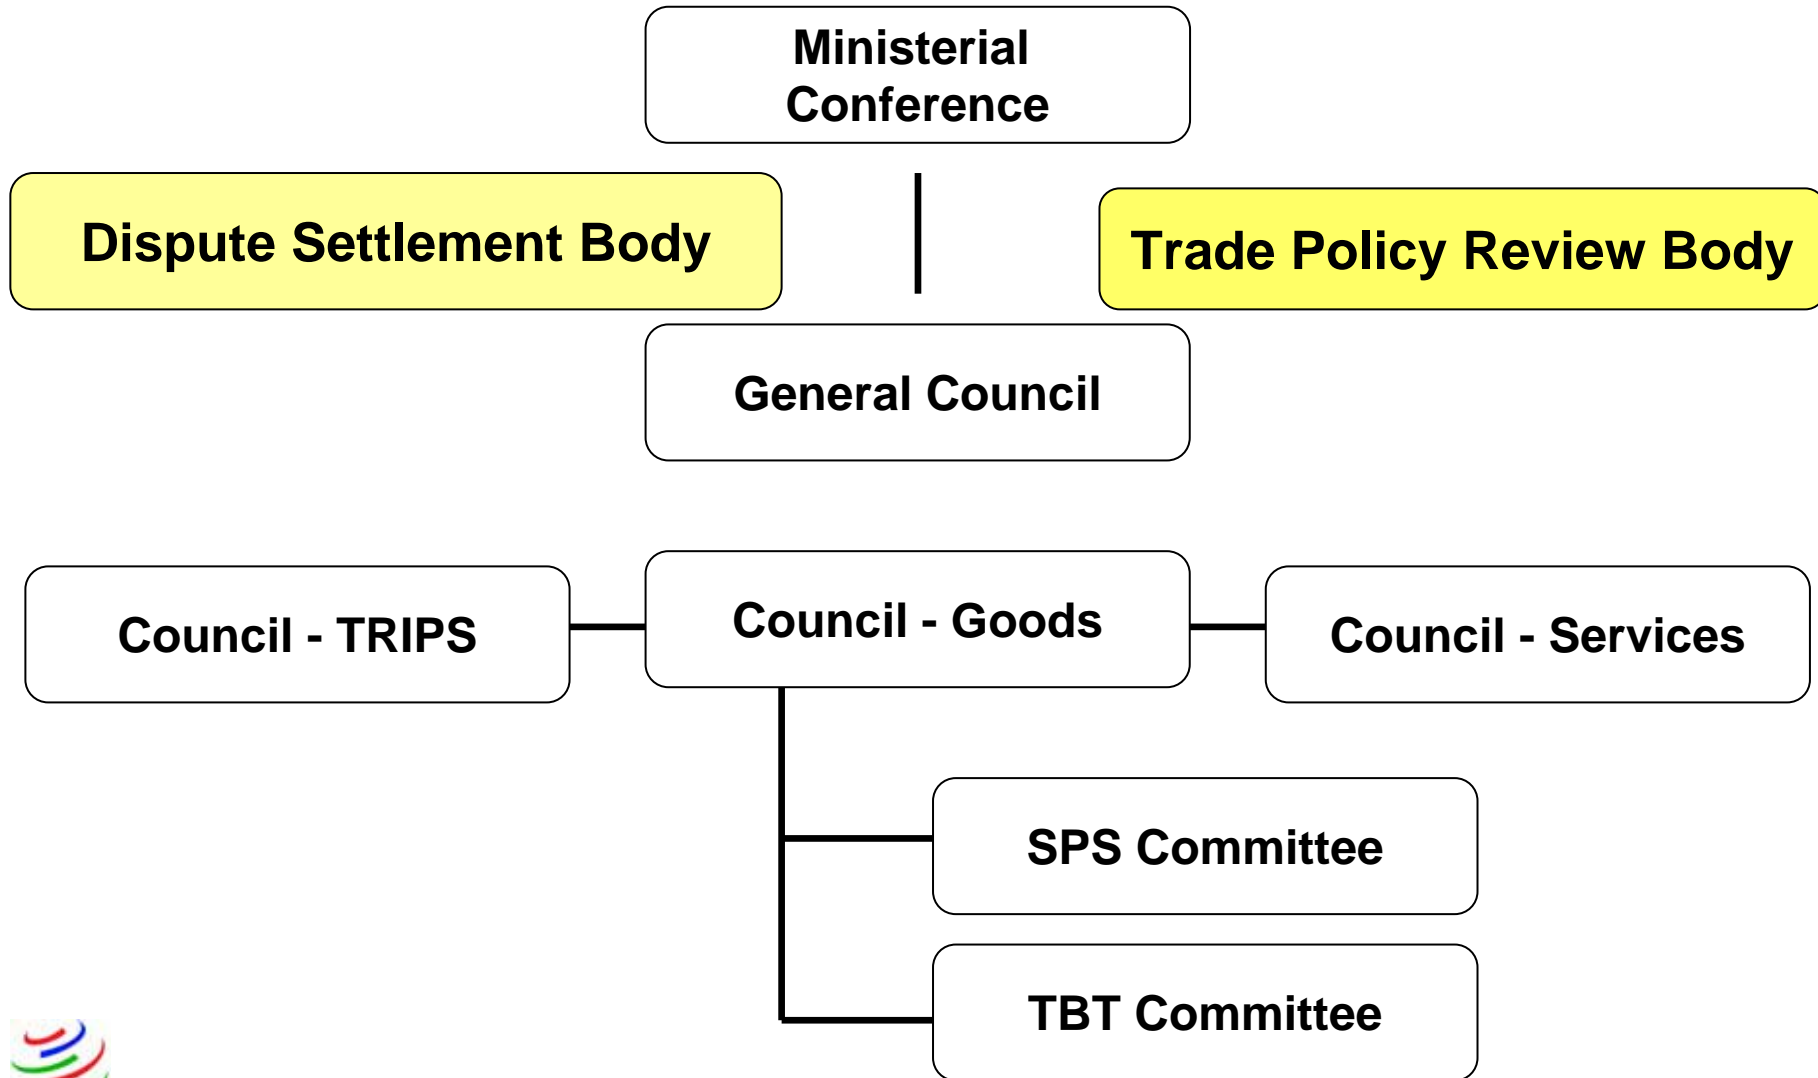 Ministerial
Conference
Dispute Settlement Body
Trade Policy Review Body
General Council
Council - TRIPS
Council - Goods
Council - Services
SPS Committee
TBT Committee